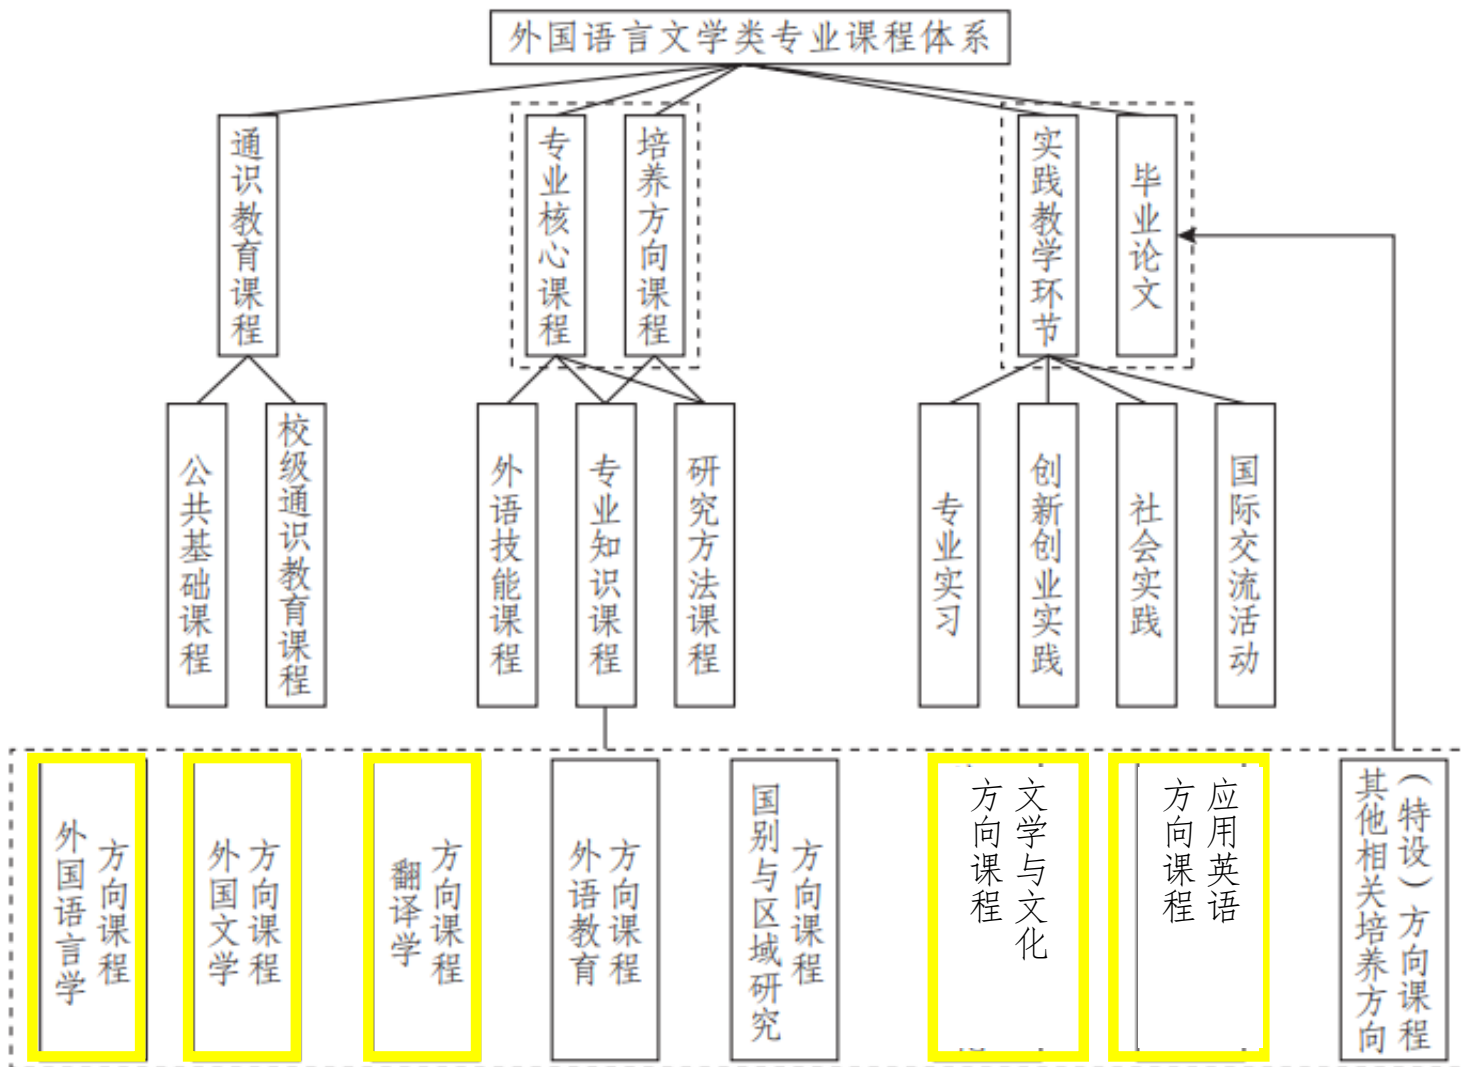 外国语言文学类专业课程体系
通识教育课程
专业核心课程
培养方向课程
实践教学环节
毕业论文
公共基础课程
校级通识教育课程
外语技能课程
专业知识课程
研究方法课程
专业实习
创新创业实践
社会实践
国际交流活动
外国语言学
方向课程
外国文学
方向课程
翻译学
方向课程
外语教育
方向课程
国别与区域研究
方向课程
文学与文化
方向课程
应用英语
方向课程
（特设）方向课程
其他相关培养方向